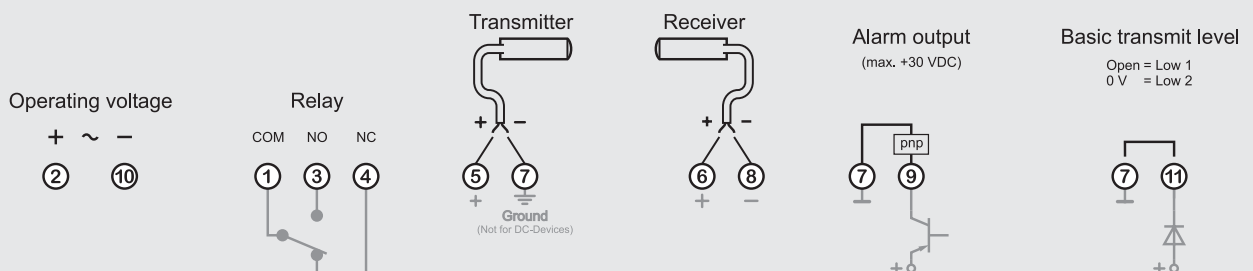 Operating voltage
+ ~ −
2 10
Relay
COM NO NC
1 3 4
Transmitter
+ −
5 7
+
Ground
(Not for DC-Devices)
Receiver
+ −
6 8
+ −
Alarm output
(max. +30 VDC)
pnp
7 9
+
Basic transmit level
Open = Low 1
0 V = Low 2
7 11
+